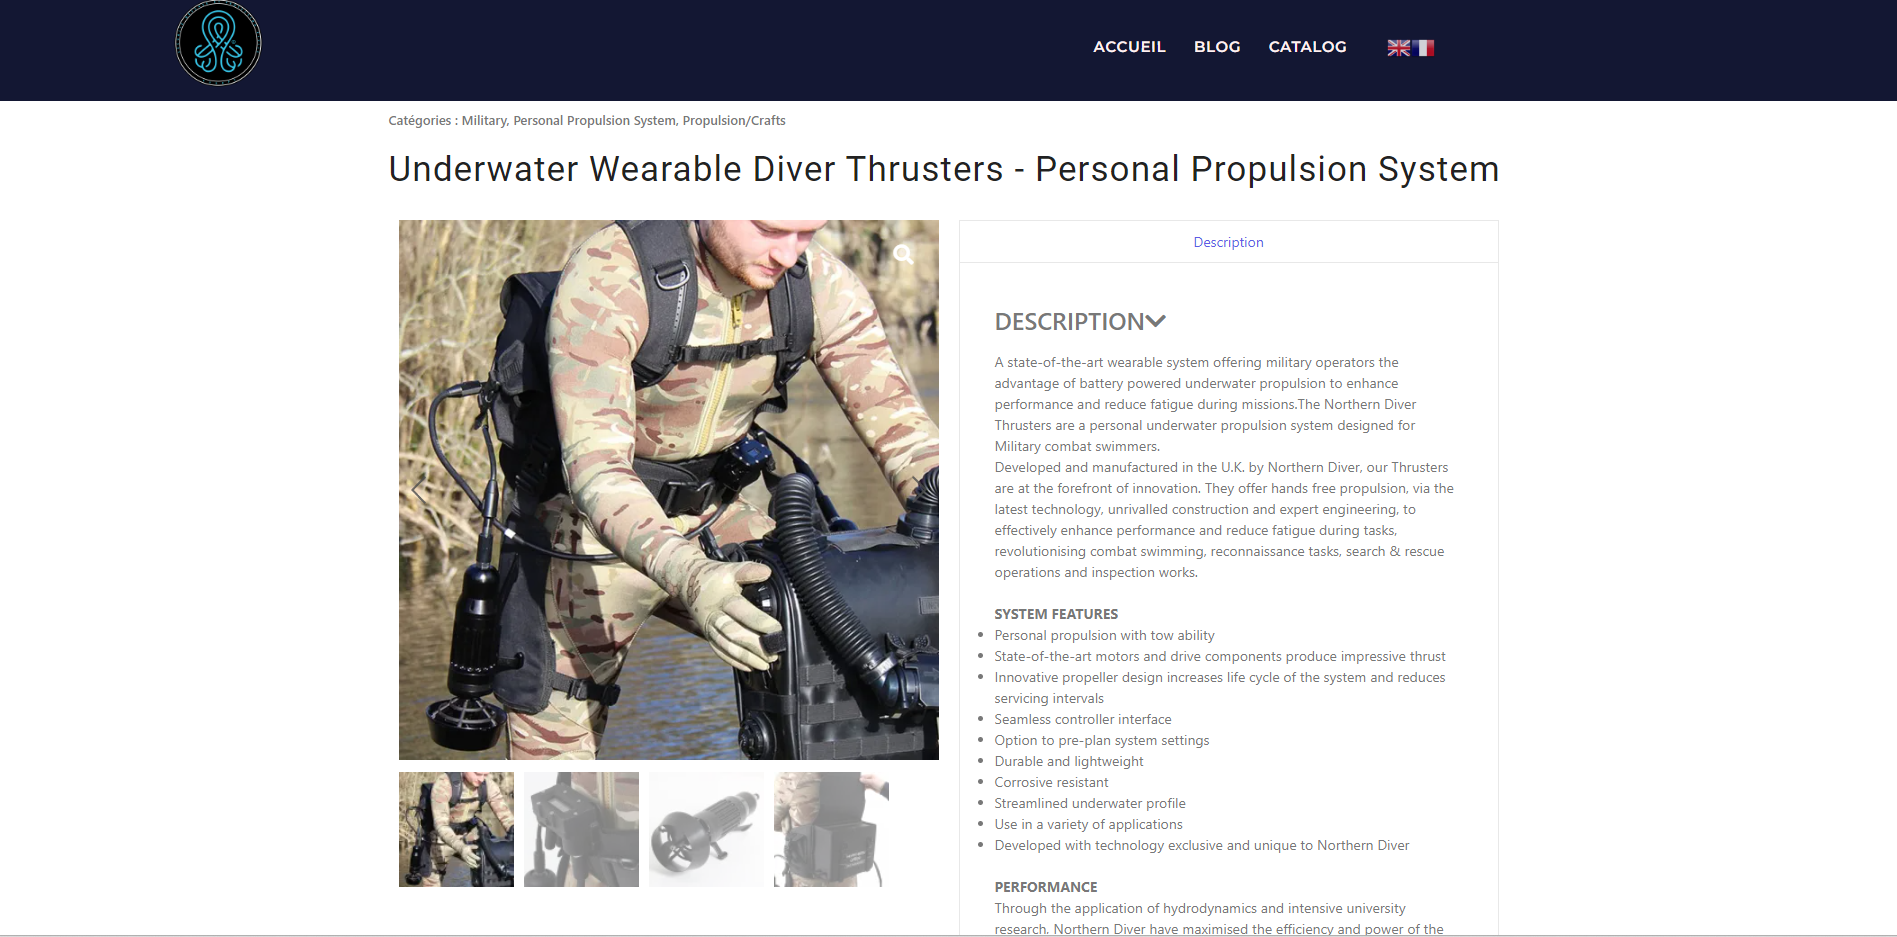 ACCUEIL BLOG CATALOG
Catégories : Military, Personal Propulsion System, Propulsion/Crafts
Underwater Wearable Diver Thrusters - Personal Propulsion System
Description
DESCRIPTION
A state-of-the-art wearable system offering military operators the
advantage of battery powered underwater propulsion to enhance
performance and reduce fatigue during missions.The Northern Diver
Thrusters are a personal underwater propulsion system designed for
Military combat swimmers.
Developed and manufactured in the U.K. by Northern Diver, our Thrusters
are at the forefront of innovation. They offer hands free propulsion, via the
latest technology, unrivalled construction and expert engineering, to
effectively enhance performance and reduce fatigue during tasks,
revolutionising combat swimming, reconnaissance tasks, search & rescue
operations and inspection works.
SYSTEM FEATURES
• Personal propulsion with tow ability
• State-of-the-art motors and drive components produce impressive thrust
• Innovative propeller design increases life cycle of the system and reduces
servicing intervals
• Seamless controller interface
• Option to pre-plan system settings
• Durable and lightweight
• Corrosive resistant
• Streamlined underwater profile
• Use in a variety of applications
• Developed with technology exclusive and unique to Northern Diver
PERFORMANCE
Through the application of hydrodynamics and intensive university
research, Northern Diver have maximised the efficiency and power of the